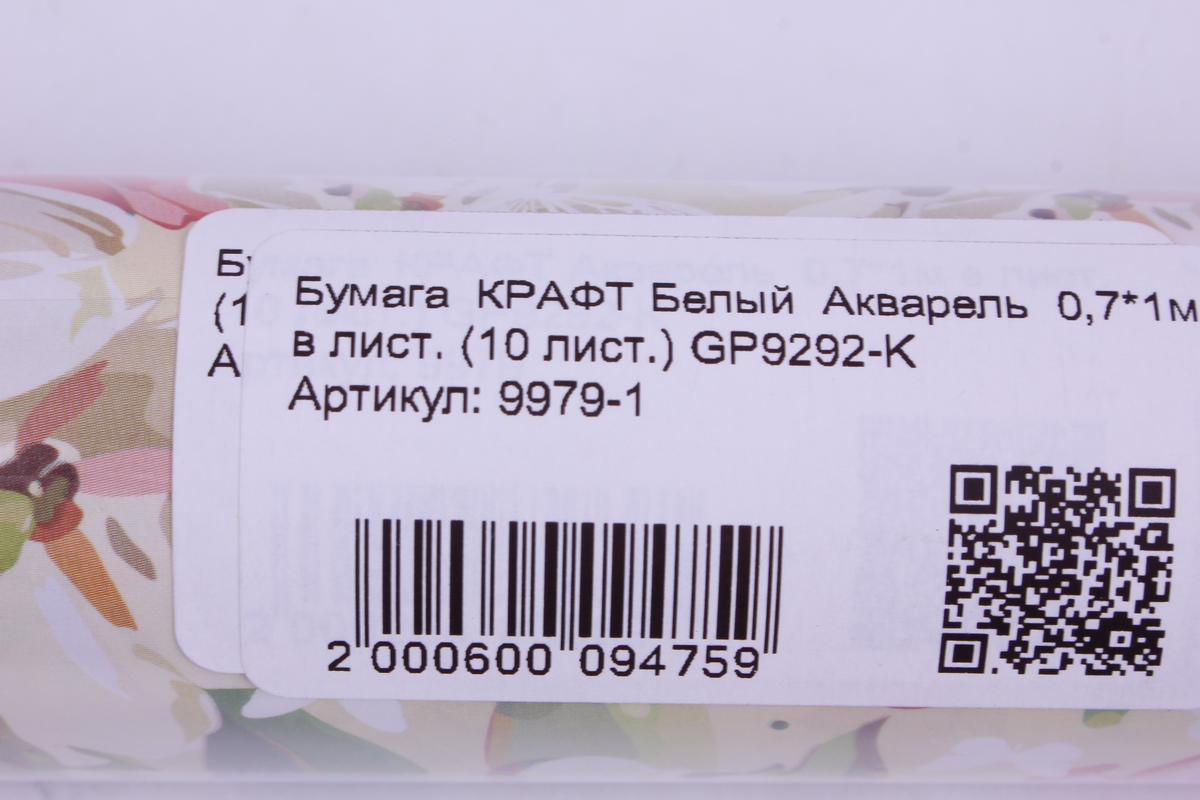 Бумага КРАФТ Белый Акварель 0,7*1м
в лист. (10 лист.) GP9292-K
Артикул: 9979-1
2 000600 094759